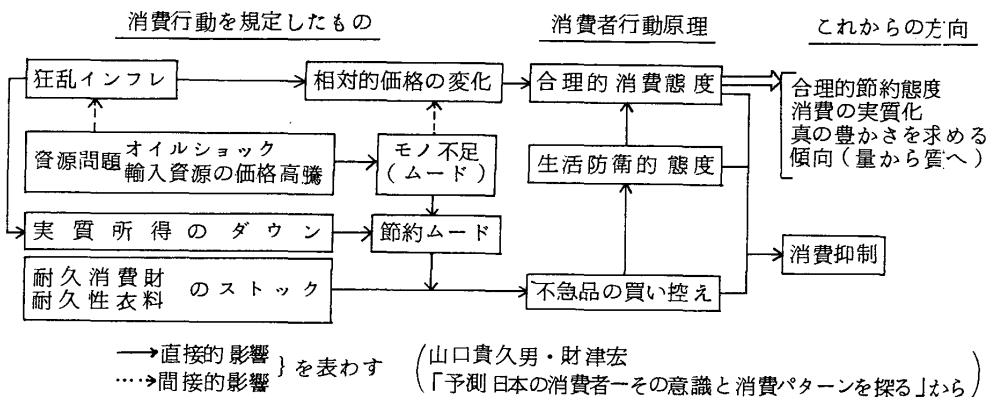 消費行動を規定したもの
消費者行動原理
これからの方向
狂乱インフレ
相対的価格の変化
合理的消費態度
合理的節約態度
消費の実質化
真の豊かさを求める
傾向(量から質へ)
資源問題 オイルショック
輸入資源の価格高騰
モノ不足
(ムード)
生活防衛的態度
実質所得のダウン
節約ムード
消費抑制
耐久消費財
耐久性衣料
のストック
不急品の買い控え
→直接的影響
····→間接的影響
}を表わす
(山口貴久男・財津宏
「予測日本の消費者―その意識と消費パターンを探る」から)